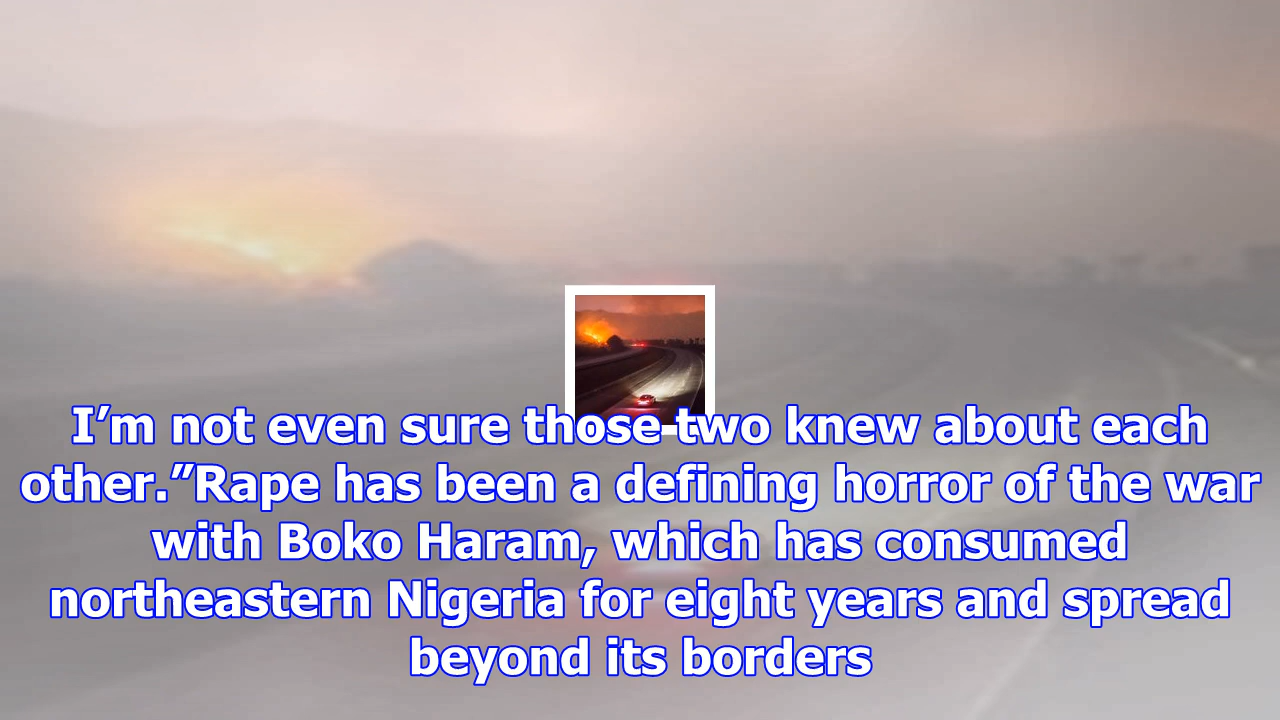 I’m not even sure those two knew about each
other.”Rape has been a defining horror of the war
with Boko Haram, which has consumed
northeastern Nigeria for eight years and spread
beyond its borders